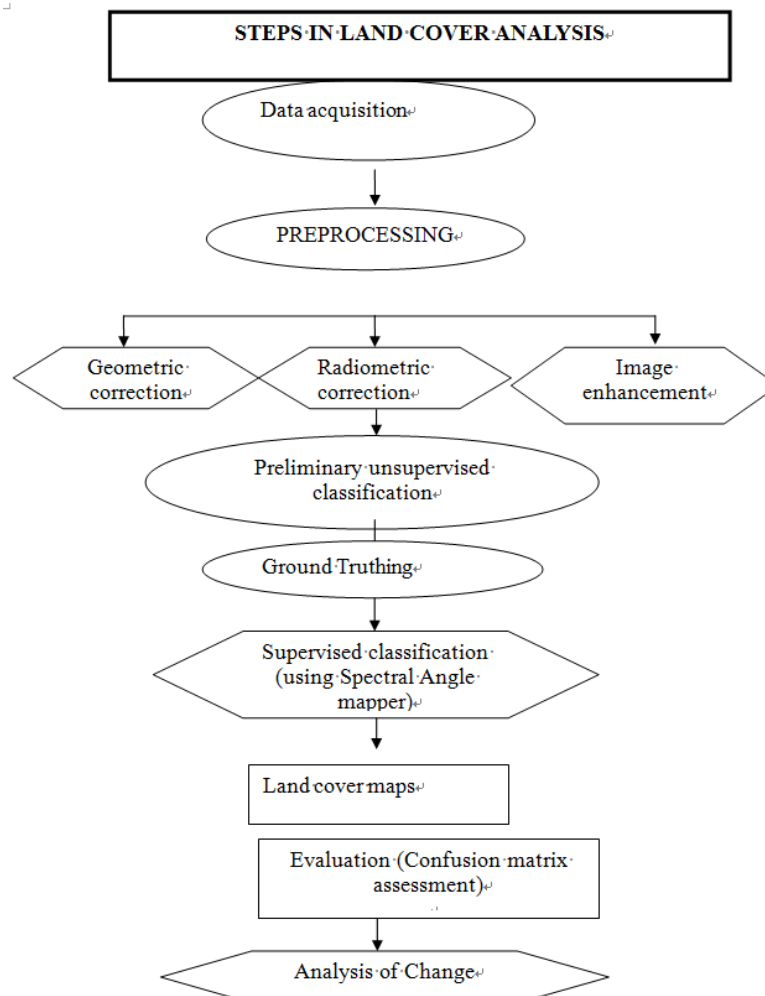 STEPS IN LAND COVER ANALYSIS
Data acquisition
PREPROCESSING
Geometric
correction
Radiometric
correction
Image
enhancement
Preliminary unsupervised
classification
Ground Truthing
Supervised classification
(using Spectral Angle
mapper)
Land cover maps
Evaluation (Confusion matrix
assessment)
Analysis of Change